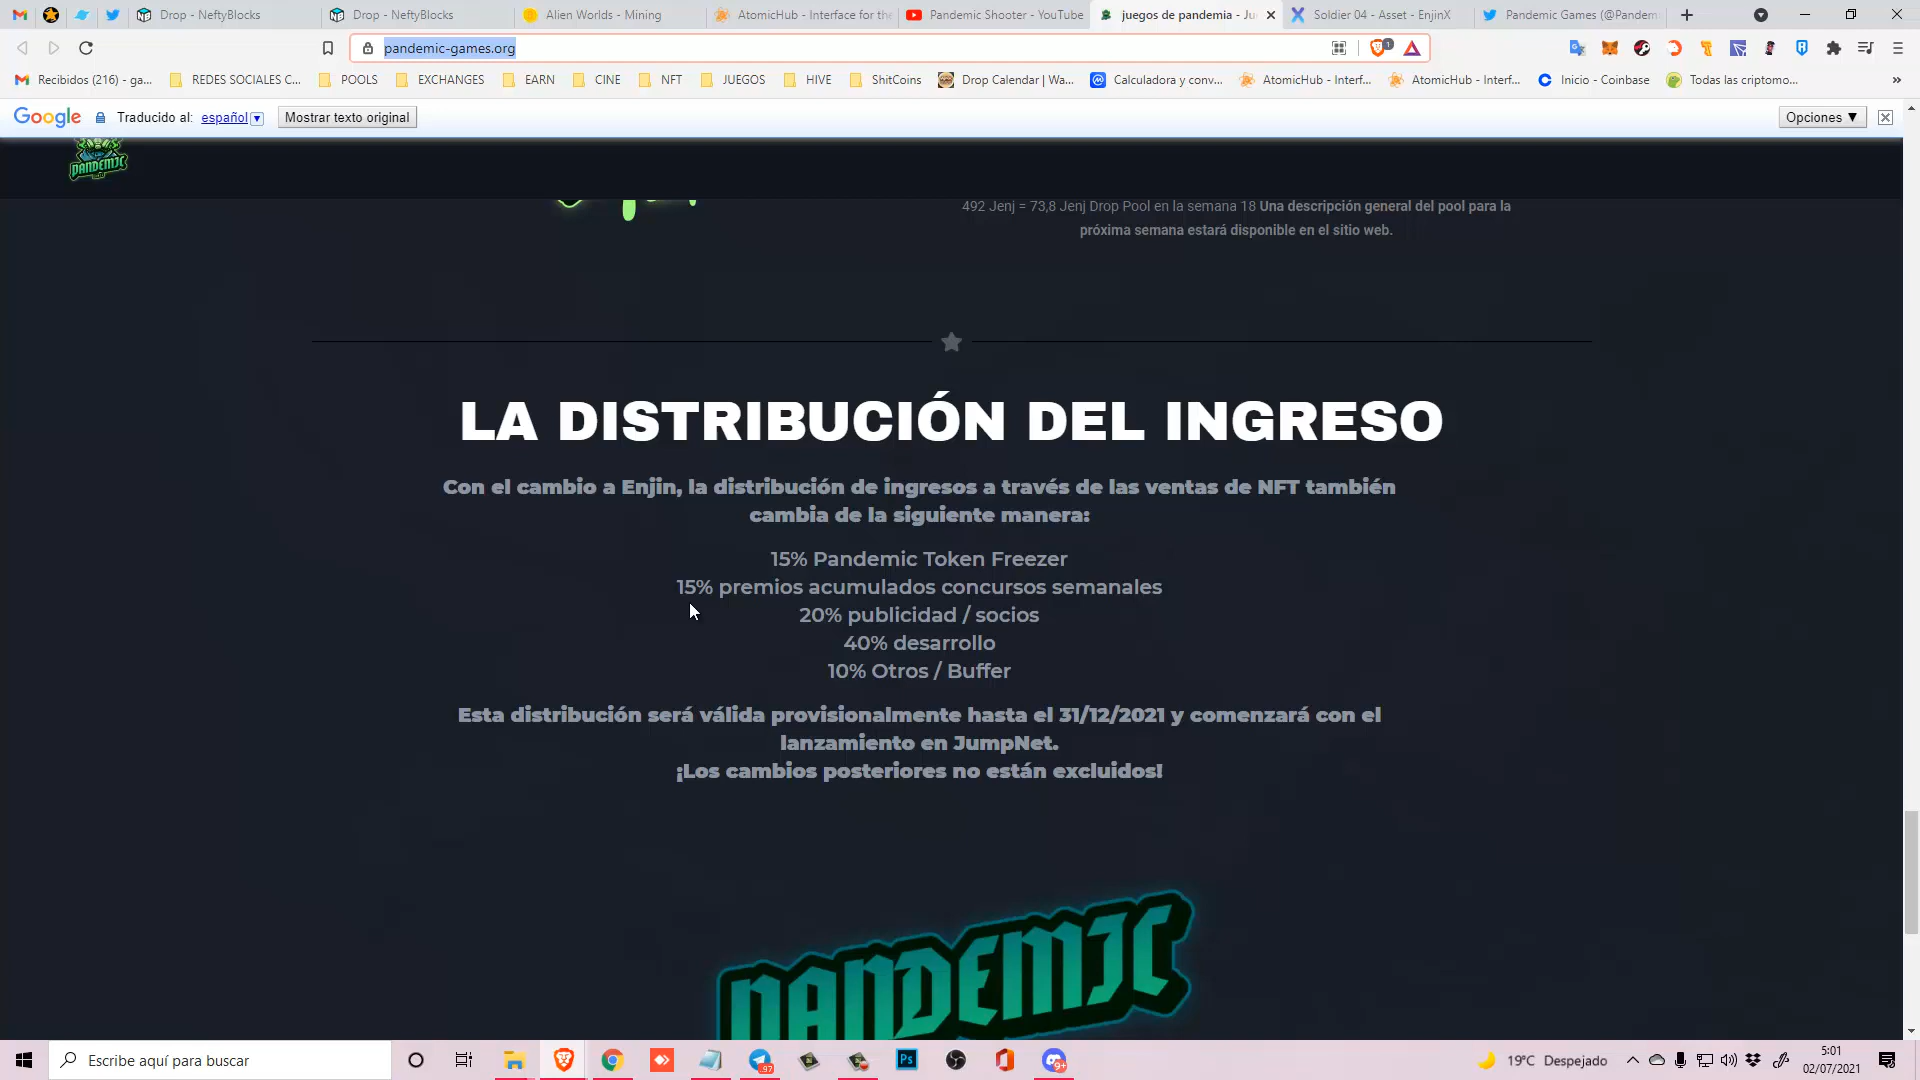 Drop - NeftyBlocks
Drop - NeftyBlocks
Alien Worlds - Mining
AtomicHub - Interface for the
Pandemic Shooter - YouTube
juegos de pandemia - Ju
Soldier 04 - Asset - EnjinX
Pandemic Games (@Pandem
pandemic-games.org
1
Recibidos (216) - ga...
REDES SOCIALES C...
POOLS
EXCHANGES
EARN
CINE
NFT
JUEGOS
HIVE
ShitCoins
Drop Calendar | Wa...
Calculadora y conv...
AtomicHub - Interf...
AtomicHub - Interf...
Inicio - Coinbase
Todas las criptomo...
»
Google
Traducido al: español
Mostrar texto original
Opciones ▼
PANDEMIC
492 Jenj = 73,8 Jenj Drop Pool en la semana 18 Una descripción general del pool para la
próxima semana estará disponible en el sitio web.
LA DISTRIBUCIÓN DEL INGRESO
Con el cambio a Enjin, la distribución de ingresos a través de las ventas de NFT también
cambia de la siguiente manera:
15% Pandemic Token Freezer
15% premios acumulados concursos semanales
20% publicidad / socios
40% desarrollo
10% Otros / Buffer
Esta distribución será válida provisionalmente hasta el 31/12/2021 y comenzará con el
lanzamiento en JumpNet.
¡Los cambios posteriores no están excluidos!
PANDEMIC
Escribe aquí para buscar
97
Ps
9+
19°C Despejado
5:01
02/07/2021